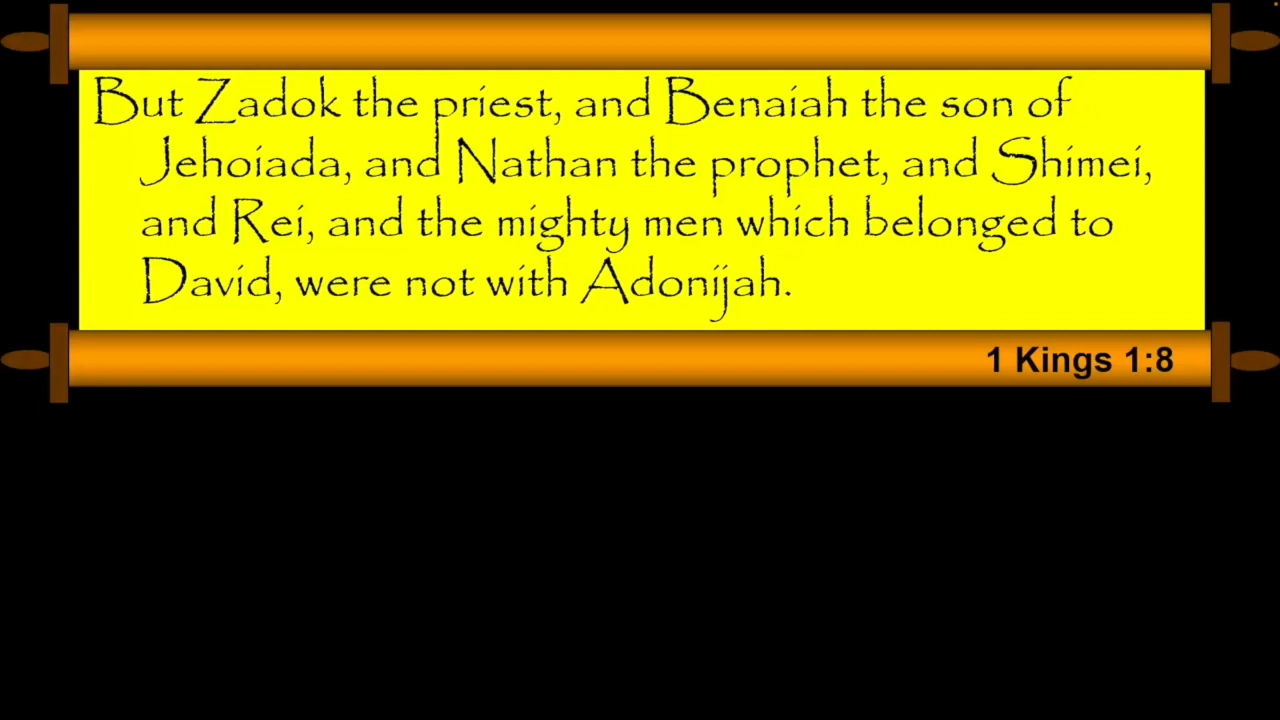 But Zadok the priest, and Benaiah the son of
Jehoiada, and Nathan the prophet, and Shimei,
and Rei, and the mighty men which belonged to
David, were not with Adonijah.
1 Kings 1:8